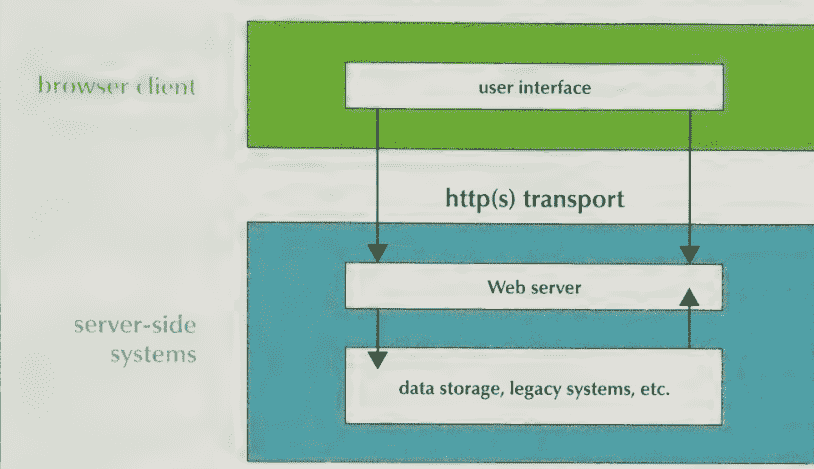 browser client
user interface
http(s) transport
Web server
server-side
systems
data storage, legacy systems, etc.